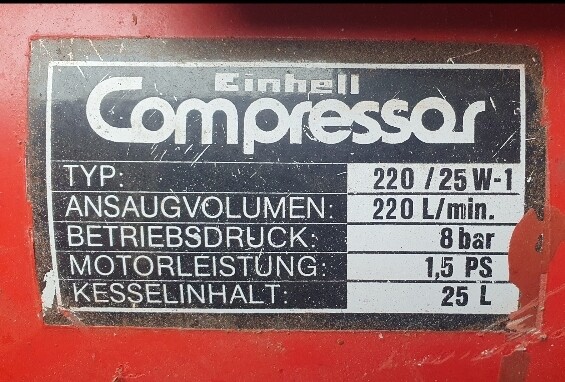 Einhell
Compressor
TYP: 220/25 W-1
ANSAUGVOLUMEN: 220 L/min.
BETRIEBSDRUCK: 8 bar
MOTORLEISTUNG: 1,5 PS
KESSELINHALT: 25 L